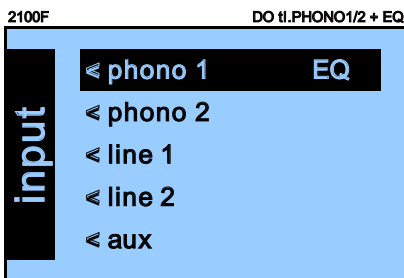 2100F DO tl.PHONO1/2 + EQ
input
< phono 1 EQ
< phono 2
< line 1
< line 2
< aux